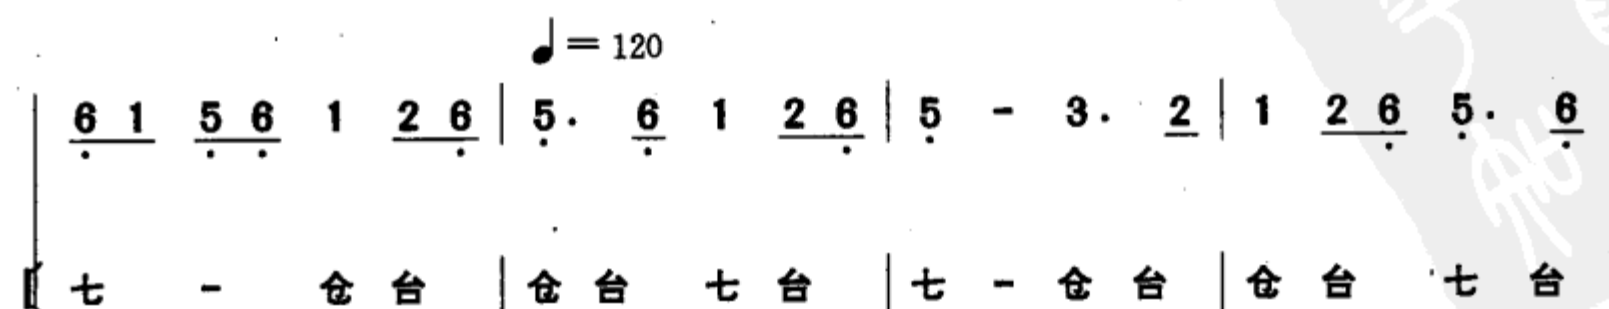 ♩= 120
6 1 5 6 1 2 6 | 5. 6 1 2 6 | 5 - 3. 2 | 1 2 6 5. 6
七 - 仓 台 | 仓 台 七 台 | 七 - 仓 台 | 仓 台 七 台